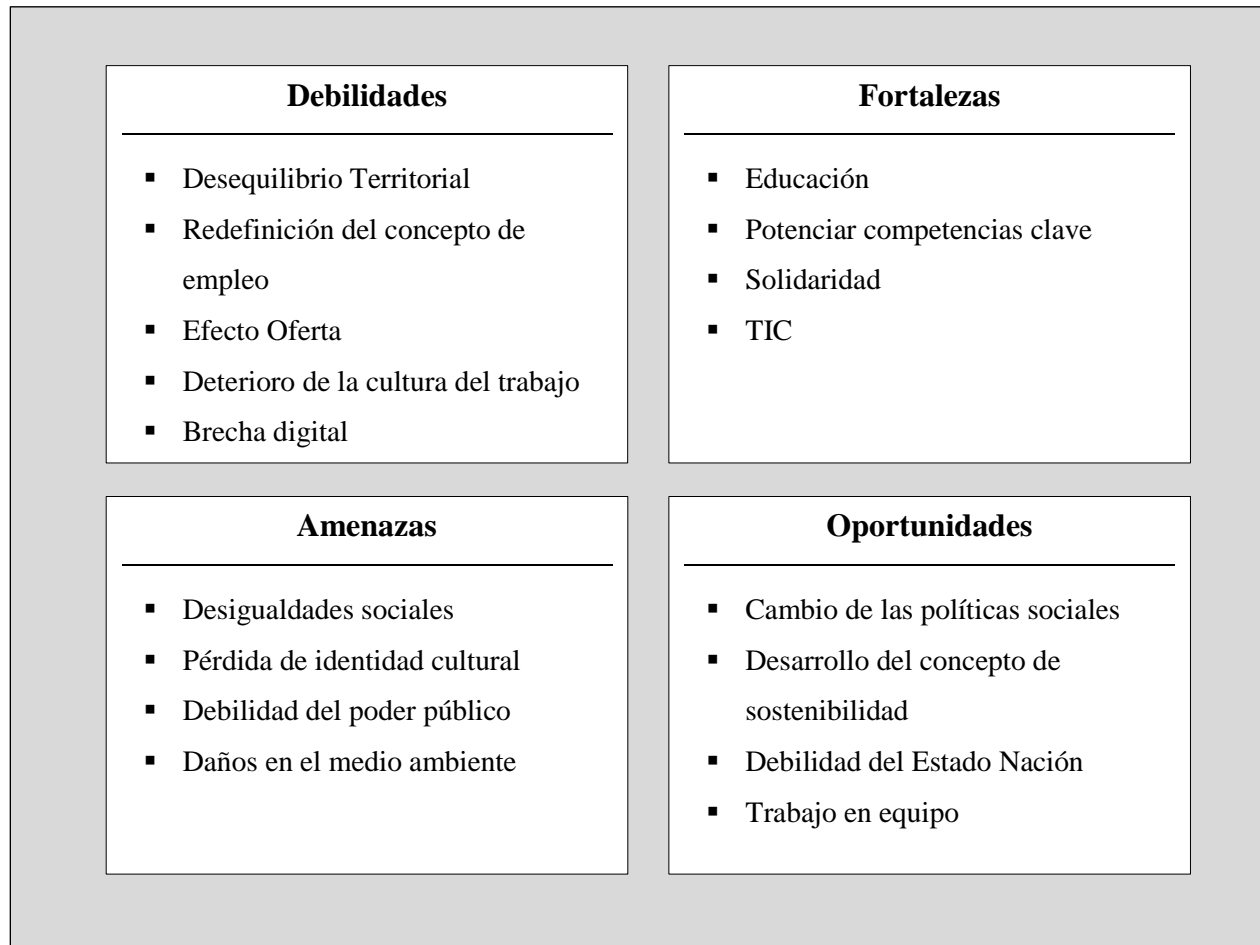 Debilidades
▪ Desequilibrio Territorial
▪ Redefinición del concepto de
empleo
▪ Efecto Oferta
▪ Deterioro de la cultura del trabajo
▪ Brecha digital
Fortalezas
▪ Educación
▪ Potenciar competencias clave
▪ Solidaridad
▪ TIC
Amenazas
▪ Desigualdades sociales
▪ Pérdida de identidad cultural
▪ Debilidad del poder público
▪ Daños en el medio ambiente
Oportunidades
▪ Cambio de las políticas sociales
▪ Desarrollo del concepto de
sostenibilidad
▪ Debilidad del Estado Nación
▪ Trabajo en equipo